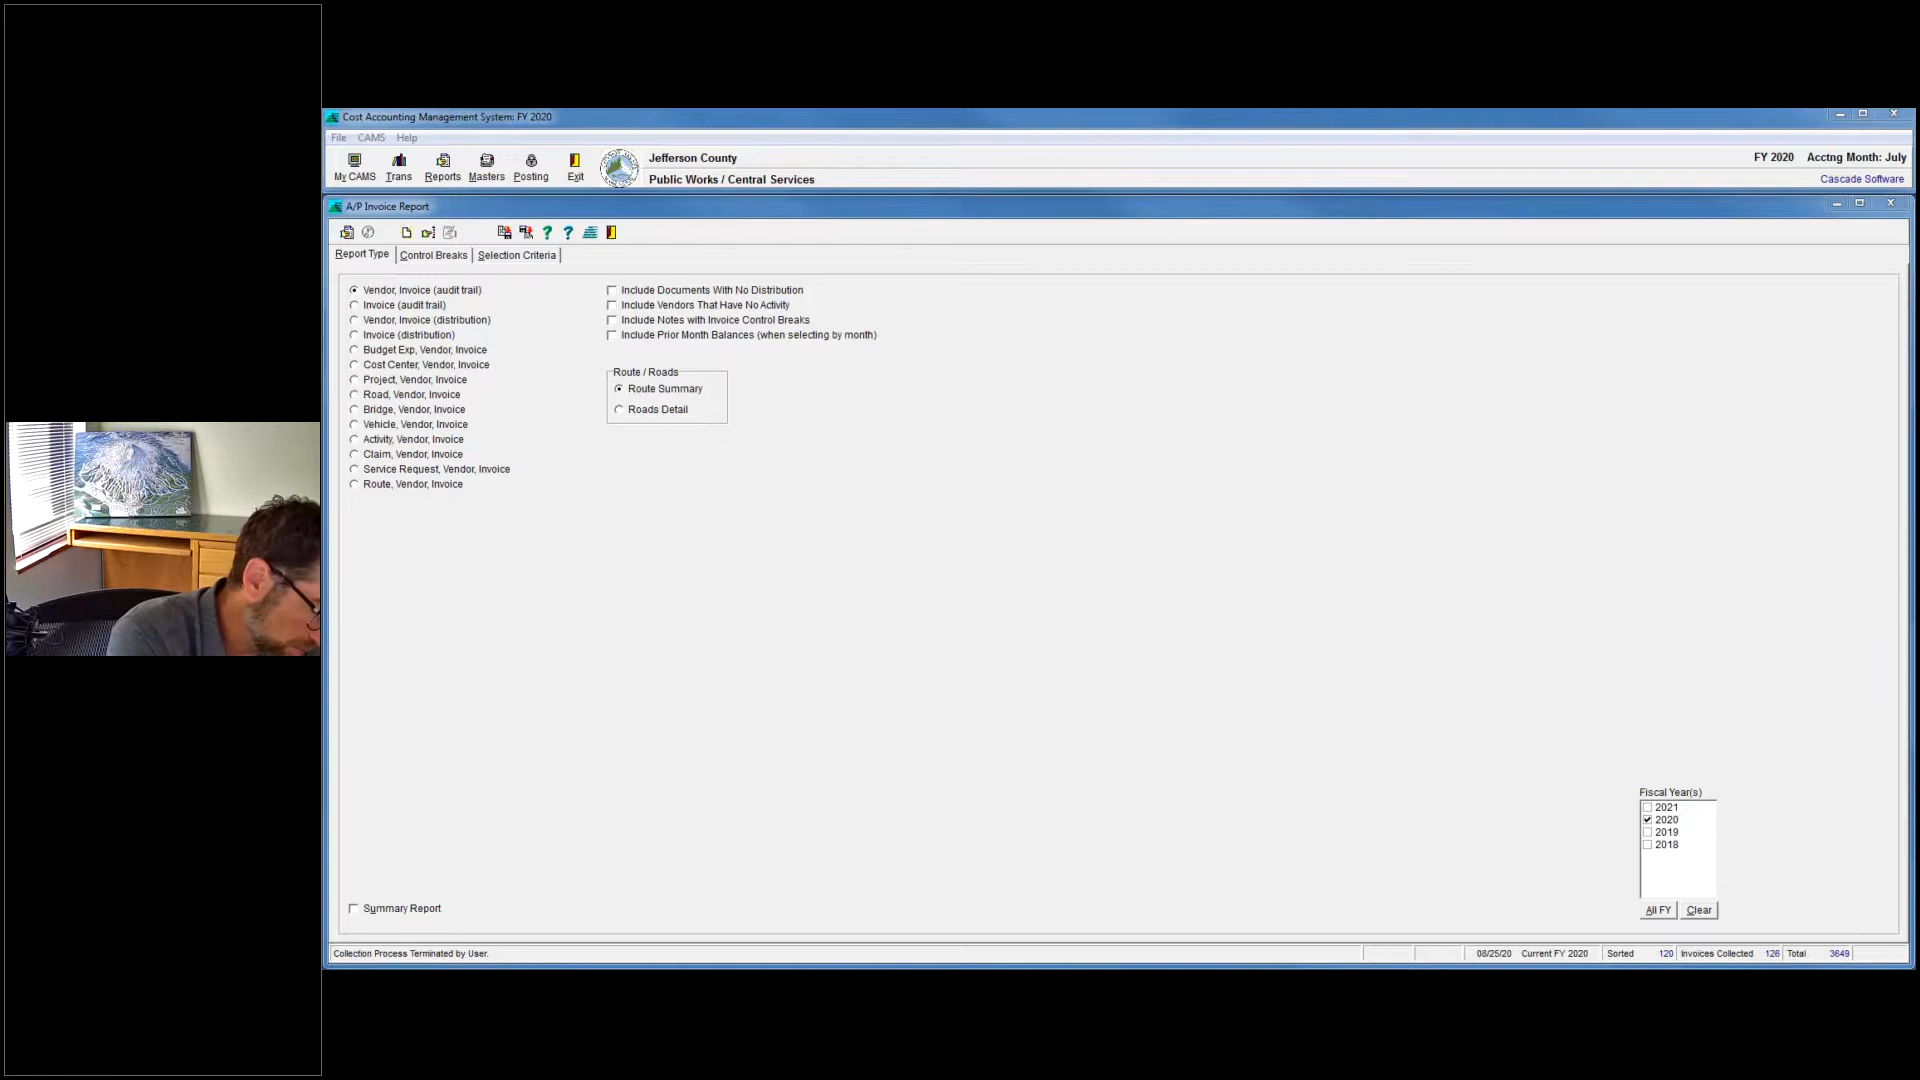 Cost Accounting Management System: FY 2020
File CAMS Help
My CAMS Trans Reports Masters Posting Exit
Jefferson County
Public Works / Central Services
FY 2020 Acctng Month: July
Cascade Software
A/P Invoice Report
Report Type Control Breaks Selection Criteria
Vendor, Invoice (audit trail)
Invoice (audit trail)
Vendor, Invoice (distribution)
Invoice (distribution)
Budget Exp, Vendor, Invoice
Cost Center, Vendor, Invoice
Project, Vendor, Invoice
Road, Vendor, Invoice
Bridge, Vendor, Invoice
Vehicle, Vendor, Invoice
Activity, Vendor, Invoice
Claim, Vendor, Invoice
Service Request, Vendor, Invoice
Route, Vendor, Invoice
Include Documents With No Distribution
Include Vendors That Have No Activity
Include Notes with Invoice Control Breaks
Include Prior Month Balances (when selecting by month)
Route / Roads
Route Summary
Roads Detail
Fiscal Year(s)
2021
2020
2019
2018
All FY Clear
Summary Report
Collection Process Terminated by User.
08/25/20 Current FY 2020 Sorted 120 Invoices Collected 126 Total 3649